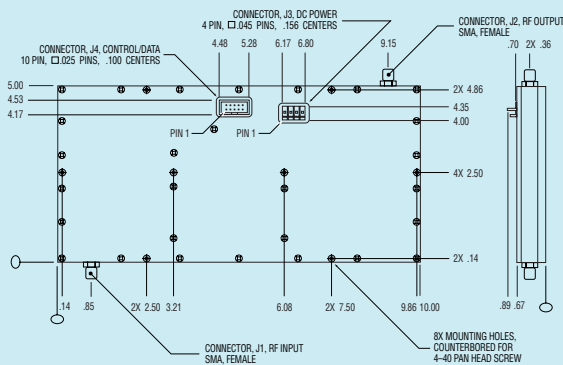 CONNECTOR, J3, DC POWER
4 PIN, □.045 PINS, .156 CENTERS
CONNECTOR, J2, RF OUTPUT
SMA, FEMALE
CONNECTOR, J4, CONTROL/DATA
10 PIN, □.025 PINS, .100 CENTERS
4.48 5.28 6.17 6.80 9.15 .70 2X .36
5.00
4.53
4.17
2X 4.86
4.35
4.00
PIN 1 PIN 1
4X 2.50
2X .14
.14 .85 2X 2.50 3.21 6.08 2X 7.50 9.86 10.00 .89 .67
CONNECTOR, J1, RF INPUT
SMA, FEMALE
8X MOUNTING HOLES,
COUNTERBORED FOR
4–40 PAN HEAD SCREW